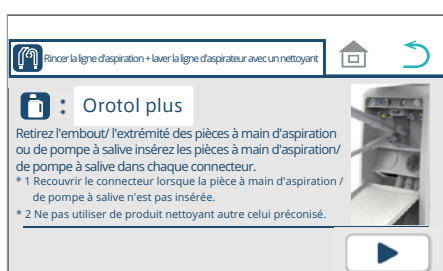 Rincer la ligne d'aspiration + laver la ligne d'aspirateur avec un nettoyant
: Orotol plus
Retirez l'embout/ l'extrémité des pièces à main d'aspiration
ou de pompe à salive insérez les pièces à main d'aspiration/
de pompe à salive dans chaque connecteur.
* 1 Recouvrir le connecteur lorsque la pièce à main d'aspiration /
de pompe à salive n'est pas insérée.
* 2 Ne pas utiliser de produit nettoyant autre celui préconisé.